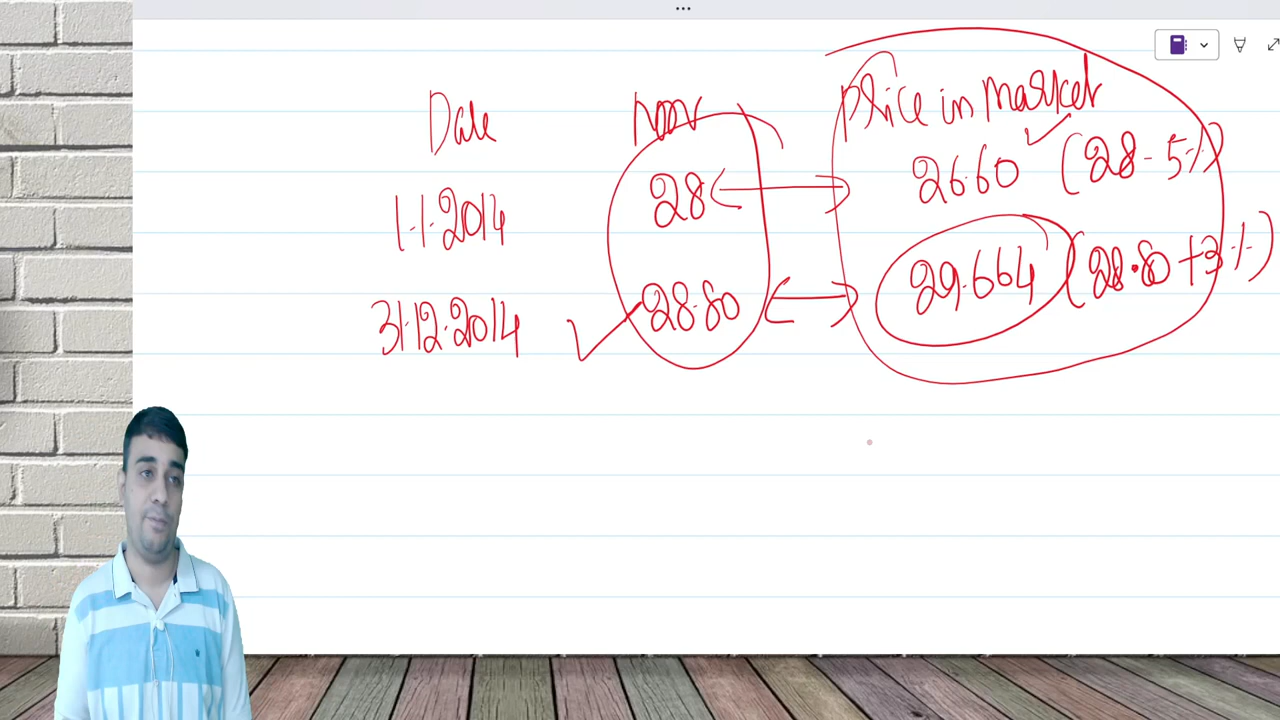 Date NAV Price in market
1.1.2014 28 26.60 (28 - 5%)
31.12.2014 28.80 29.664 (28.80 + 3%)